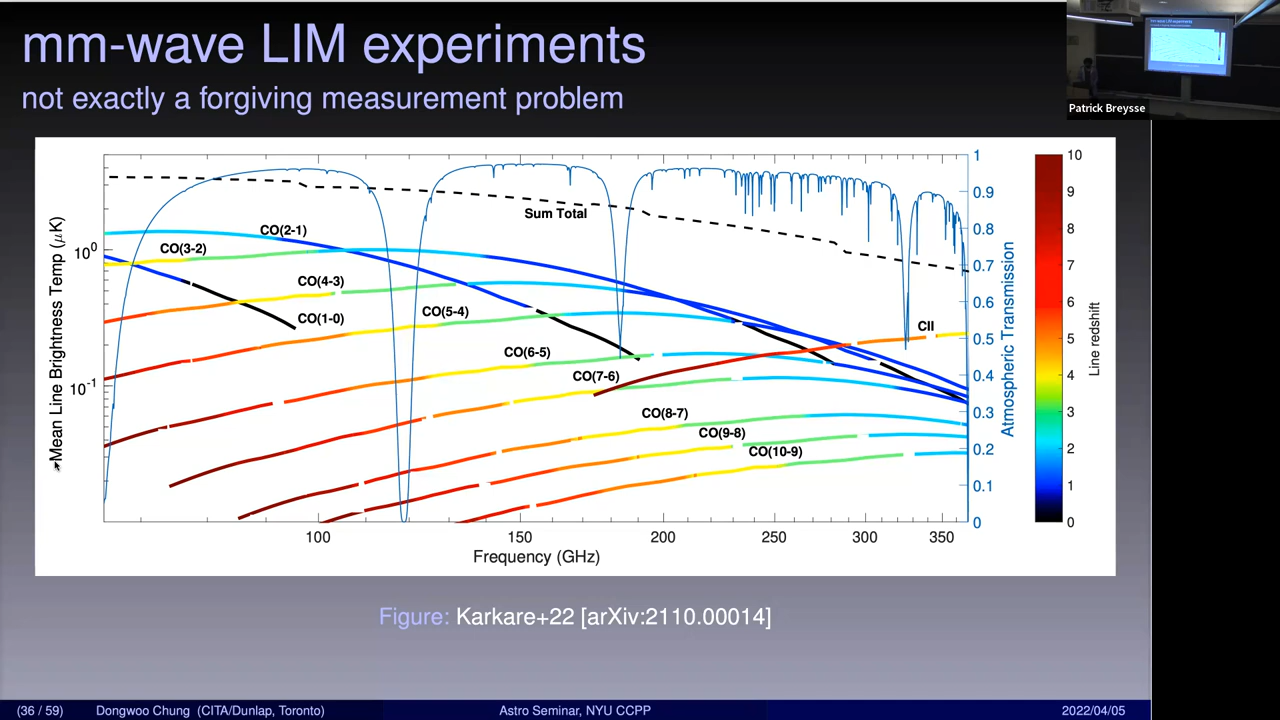 mm-wave LIM experiments
not exactly a forgiving measurement problem
Patrick Breysse
Mean Line Brightness Temp (μK)
10^0
10^-1
CO(2-1)
CO(3-2)
CO(4-3)
CO(1-0)
CO(5-4)
CO(6-5)
CO(7-6)
CO(8-7)
CO(9-8)
CO(10-9)
Sum Total
CII
100
150
200
250
300
350
Frequency (GHz)
1
0.9
0.8
0.7
0.6
0.5
0.4
0.3
0.2
0.1
0
Atmospheric Transmission
10
9
8
7
6
5
4
3
2
1
0
Line redshift
Figure: Karkare+22 [arXiv:2110.00014]
(36 / 59) Dongwoo Chung (CITA/Dunlap, Toronto) Astro Seminar, NYU CCPP 2022/04/05